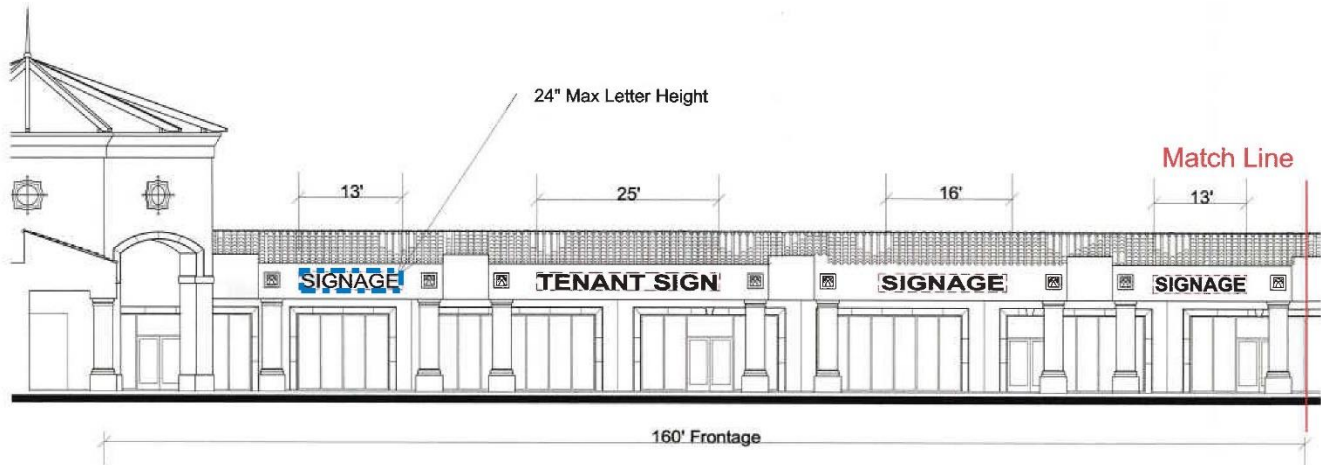 24" Max Letter Height
Match Line
13'
25'
16'
13'
SIGNAGE
TENANT SIGN
SIGNAGE
SIGNAGE
160' Frontage